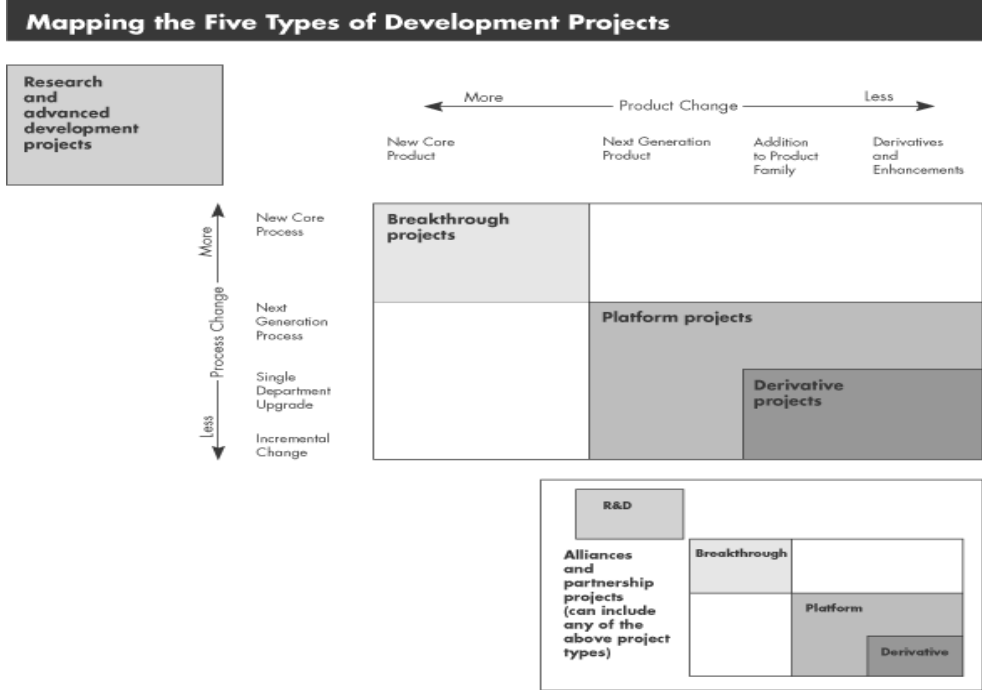 Mapping the Five Types of Development Projects
Research
and
advanced
development
projects
More
Product Change
Less
New Core
Product
Next Generation
Product
Addition
to Product
Family
Derivatives
and
Enhancements
More
Process Change
Less
New Core
Process
Next
Generation
Process
Single
Department
Upgrade
Incremental
Change
Breakthrough
projects
Platform projects
Derivative
projects
R&D
Alliances
and
partnership
projects
(can include
any of the
above project
types)
Breakthrough
Platform
Derivative